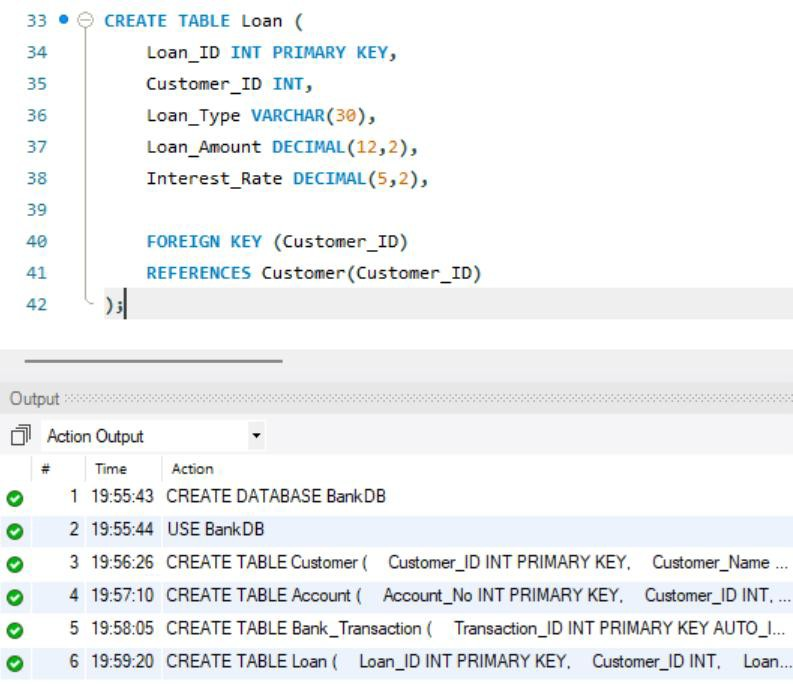 33 CREATE TABLE Loan (
34 Loan_ID INT PRIMARY KEY,
35 Customer_ID INT,
36 Loan_Type VARCHAR(30),
37 Loan_Amount DECIMAL(12,2),
38 Interest_Rate DECIMAL(5,2),
39
40 FOREIGN KEY (Customer_ID)
41 REFERENCES Customer(Customer_ID)
42 );
Output
Action Output
# Time Action
1 19:55:43 CREATE DATABASE BankDB
2 19:55:44 USE BankDB
3 19:56:26 CREATE TABLE Customer ( Customer_ID INT PRIMARY KEY, Customer_Name ...
4 19:57:10 CREATE TABLE Account ( Account_No INT PRIMARY KEY, Customer_ID INT, ...
5 19:58:05 CREATE TABLE Bank_Transaction ( Transaction_ID INT PRIMARY KEY AUTO_I...
6 19:59:20 CREATE TABLE Loan ( Loan_ID INT PRIMARY KEY, Customer_ID INT, Loan...